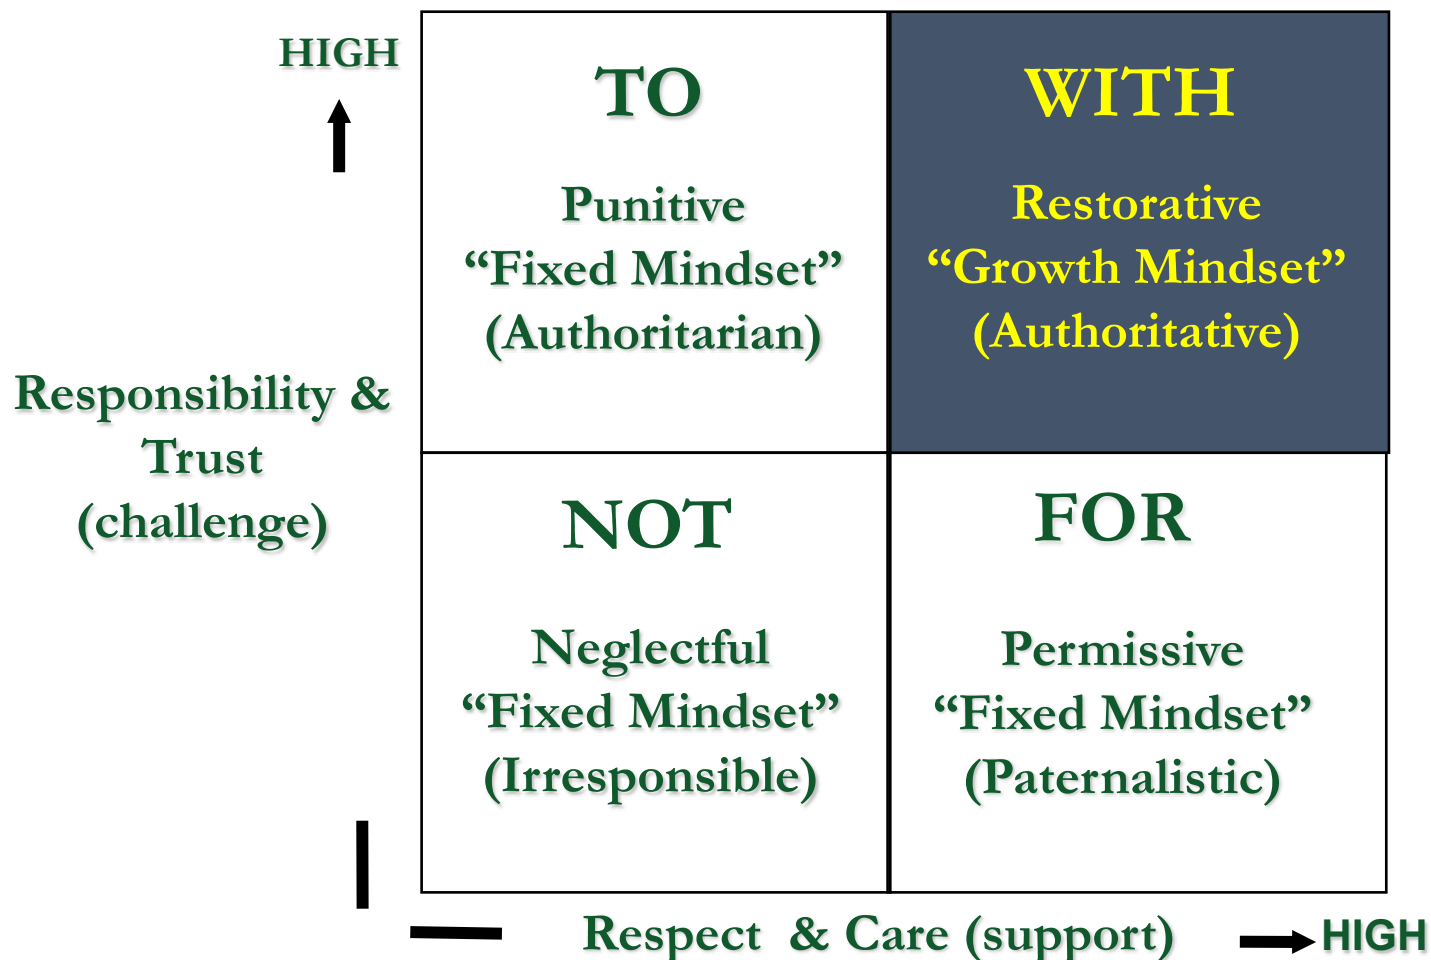 HIGH
TO
Punitive
“Fixed Mindset”
(Authoritarian)
WITH
Restorative
“Growth Mindset”
(Authoritative)
Responsibility &
Trust
(challenge)
NOT
Neglectful
“Fixed Mindset”
(Irresponsible)
FOR
Permissive
“Fixed Mindset”
(Paternalistic)
Respect & Care (support)
HIGH